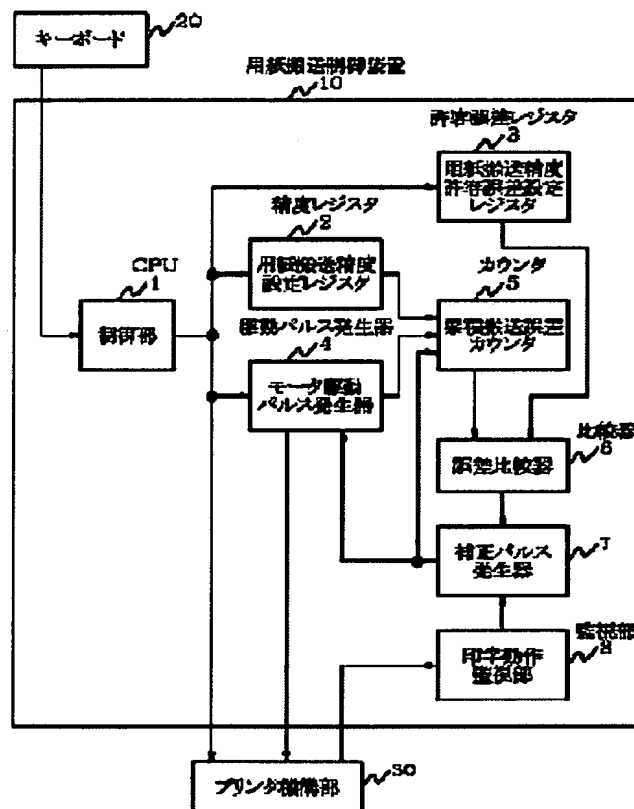 キーボード
20
用紙搬送制御装置
10
許容誤差レジスタ
3
用紙搬送精度
許容誤差設定
レジスタ
精度レジスタ
2
用紙搬送精度
設定レジスタ
カウンタ
5
累積搬送誤差
カウンタ
CPU
1
制御部
駆動パルス発生器
4
モータ駆動
パルス発生器
比較器
6
誤差比較器
補正パルス
発生器
7
監視部
8
印字動作
監視部
プリンタ機構部
30